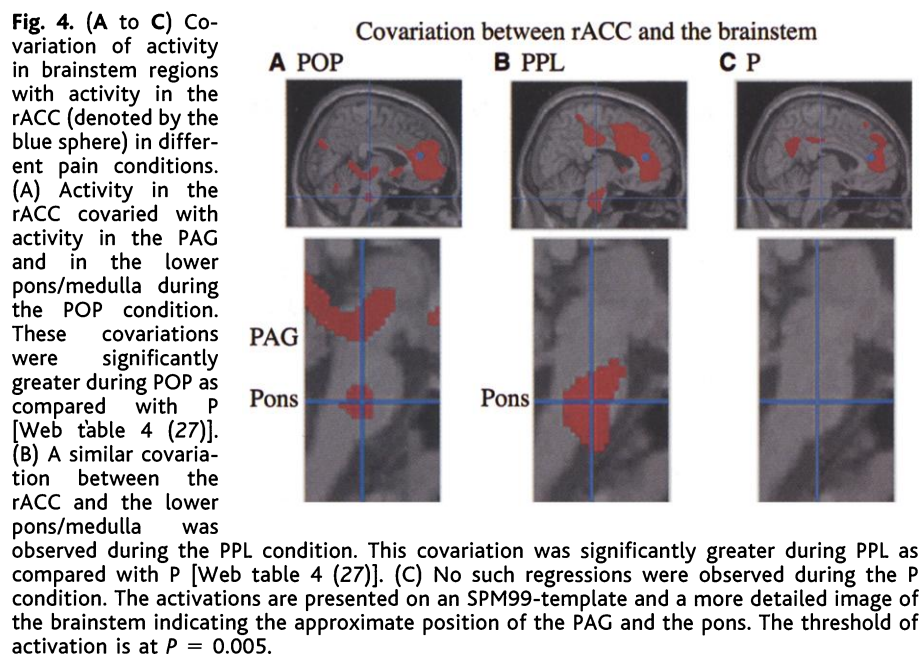 Fig. 4. (A to C) Co-
variation of activity
in brainstem regions
with activity in the
rACC (denoted by the
blue sphere) in differ-
ent pain conditions.
(A) Activity in the
rACC covaried with
activity in the PAG
and in the lower
pons/medulla during
the POP condition.
These covariations
were significantly
greater during POP as
compared with P
[Web table 4 (27)].
(B) A similar covaria-
tion between the
rACC and the lower
pons/medulla was
observed during the PPL condition. This covariation was significantly greater during PPL as
compared with P [Web table 4 (27)]. (C) No such regressions were observed during the P
condition. The activations are presented on an SPM99-template and a more detailed image of
the brainstem indicating the approximate position of the PAG and the pons. The threshold of
activation is at P = 0.005.
Covariation between rACC and the brainstem
A POP
B PPL
C P
PAG
Pons
Pons